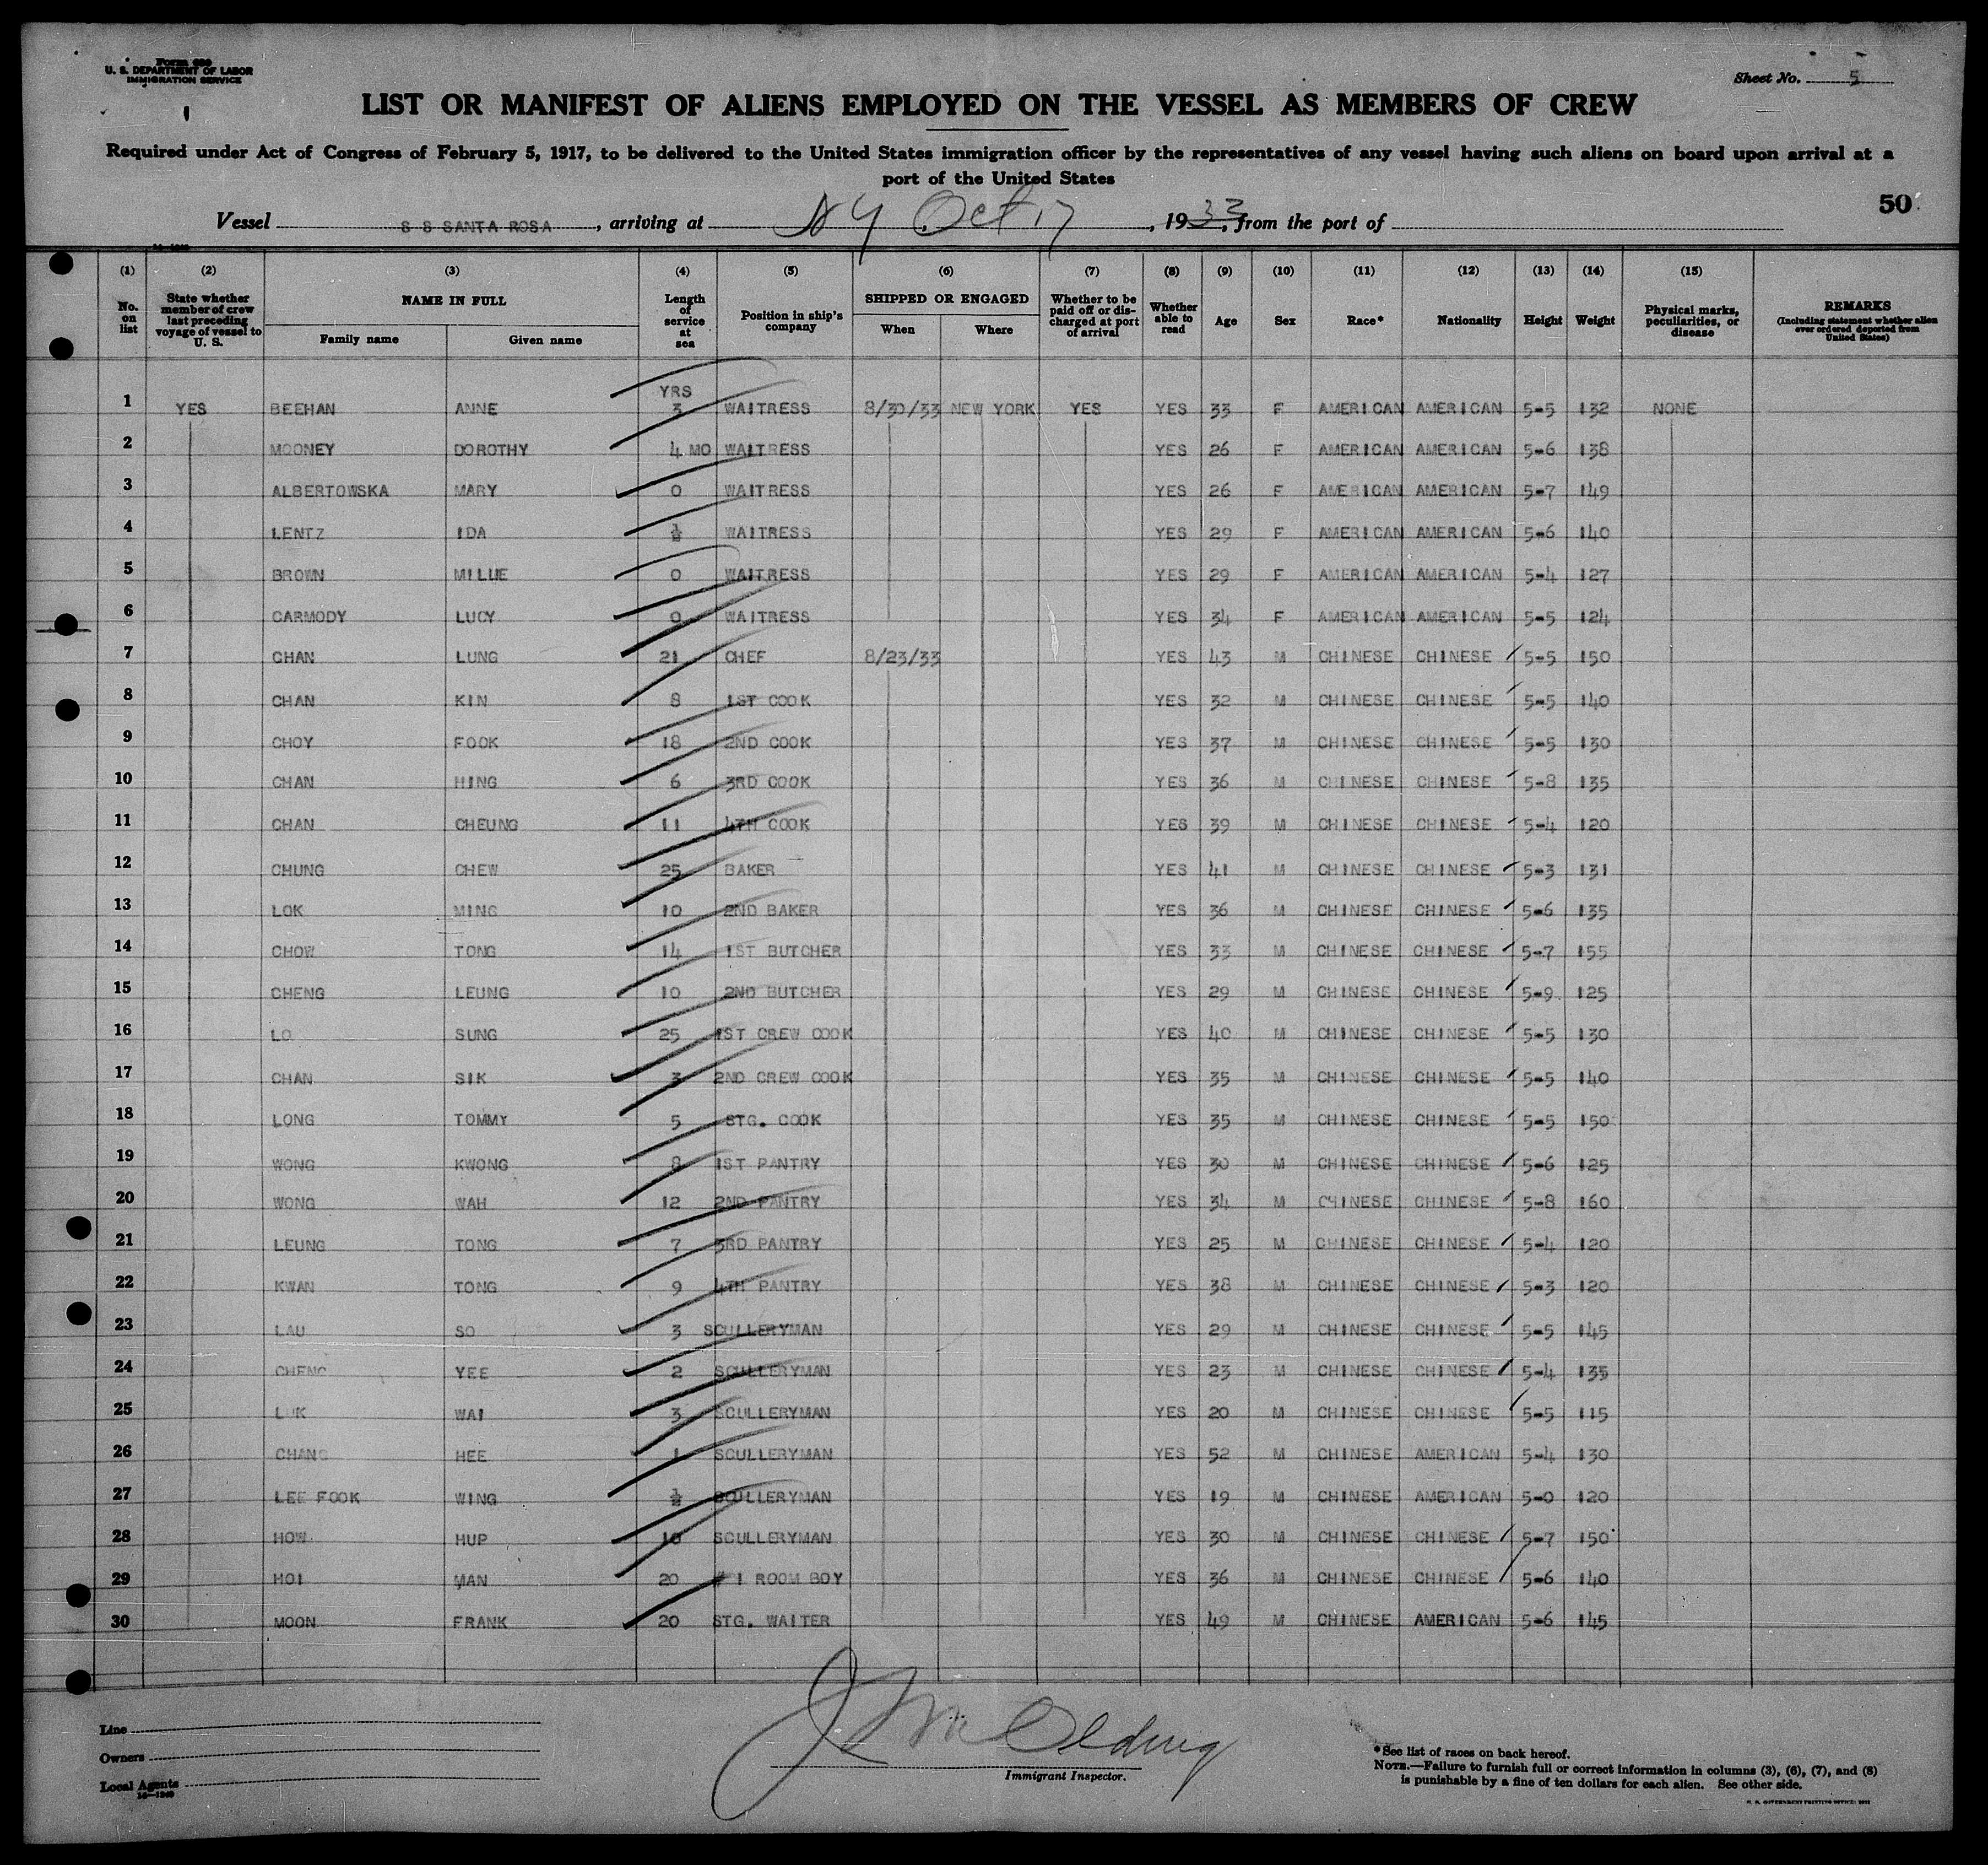 Form 680
U. S. DEPARTMENT OF LABOR
IMMIGRATION SERVICE
Sheet No. 5
LIST OR MANIFEST OF ALIENS EMPLOYED ON THE VESSEL AS MEMBERS OF CREW
Required under Act of Congress of February 5, 1917, to be delivered to the United States immigration officer by the representatives of any vessel having such aliens on board upon arrival at a
port of the United States
50
Vessel S S SANTA ROSA, arriving at NY Oct 17, 1933, from the port of
(1) (2) (3) (4) (5) (6) (7) (8) (9) (10) (11) (12) (13) (14) (15)
No. on list State whether member of crew last preceding voyage of vessel to U. S. NAME IN FULL Family name Given name Length of service at sea Position in ship's company SHIPPED OR ENGAGED When Where Whether to be paid off or discharged at port of arrival Whether able to read Age Sex Race* Nationality Height Weight Physical marks, peculiarities, or disease REMARKS (Including statement whether alien ever ordered deported from United States)
YRS
1 YES BEEHAN ANNE 3 WAITRESS 8/30/33 NEW YORK YES YES 33 F AMERICAN AMERICAN 5-5 132 NONE
2 MOONEY DOROTHY 4 MO WAITRESS YES 26 F AMERICAN AMERICAN 5-6 138
3 ALBERTOWSKA MARY 0 WAITRESS YES 26 F AMERICAN AMERICAN 5-7 149
4 LENTZ IDA ½ WAITRESS YES 29 F AMERICAN AMERICAN 5-6 140
5 BROWN MILLIE 0 WAITRESS YES 29 F AMERICAN AMERICAN 5-4 127
6 CARMODY LUCY 0 WAITRESS YES 34 F AMERICAN AMERICAN 5-5 124
7 CHAN LUNG 21 CHEF 8/23/33 YES 43 M CHINESE CHINESE 5-5 150
8 CHAN KIN 8 1ST COOK YES 32 M CHINESE CHINESE 5-5 140
9 CHOY FOOK 18 2ND COOK YES 37 M CHINESE CHINESE 5-5 130
10 CHAN HING 6 3RD COOK YES 36 M CHINESE CHINESE 5-8 135
11 CHAN CHEUNG 11 4TH COOK YES 39 M CHINESE CHINESE 5-4 120
12 CHUNG CHEW 25 BAKER YES 41 M CHINESE CHINESE 5-3 131
13 LOK MING 10 2ND BAKER YES 36 M CHINESE CHINESE 5-6 135
14 CHOW TONG 14 1ST BUTCHER YES 33 M CHINESE CHINESE 5-7 155
15 CHENG LEUNG 10 2ND BUTCHER YES 29 M CHINESE CHINESE 5-9 125
16 LO SUNG 25 1ST CREW COOK YES 40 M CHINESE CHINESE 5-5 130
17 CHAN SIK 3 2ND CREW COOK YES 35 M CHINESE CHINESE 5-5 140
18 LONG TOMMY 5 STG. COOK YES 35 M CHINESE CHINESE 5-5 150
19 WONG KWONG 8 1ST PANTRY YES 30 M CHINESE CHINESE 5-6 125
20 WONG WAH 12 2ND PANTRY YES 34 M CHINESE CHINESE 5-8 160
21 LEUNG TONG 7 3RD PANTRY YES 25 M CHINESE CHINESE 5-4 120
22 KWAN TONG 9 4TH PANTRY YES 38 M CHINESE CHINESE 5-3 120
23 LAU SO 3 SCULLERYMAN YES 29 M CHINESE CHINESE 5-5 145
24 CHENG YEE 2 SCULLERYMAN YES 23 M CHINESE CHINESE 5-4 135
25 LUK WAI 3 SCULLERYMAN YES 20 M CHINESE CHINESE 5-5 115
26 CHANG HEE 1 SCULLERYMAN YES 52 M CHINESE AMERICAN 5-4 130
27 LEE FOOK WING ½ SCULLERYMAN YES 19 M CHINESE AMERICAN 5-0 120
28 HOW HUP 10 SCULLERYMAN YES 30 M CHINESE CHINESE 5-7 150
29 HOI MAN 20 # 1 ROOM BOY YES 36 M CHINESE CHINESE 5-6 140
30 MOON FRANK 20 STG. WAITER YES 49 M CHINESE AMERICAN 5-6 145
Line
Owners
Local Agents
Immigrant Inspector.
*See list of races on back hereof.
NOTE.—Failure to furnish full or correct information in columns (3), (6), (7), and (8)
is punishable by a fine of ten dollars for each alien. See other side.